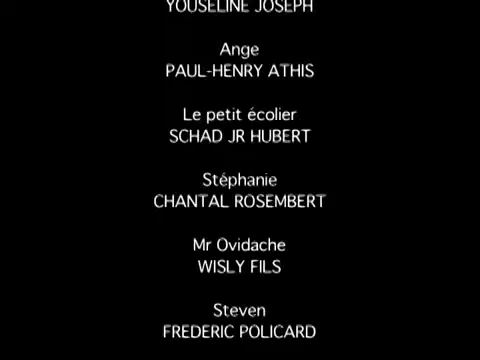 YOUSELINE JOSEPH
Ange
PAUL-HENRY ATHIS
Le petit écolier
SCHAD JR HUBERT
Stéphanie
CHANTAL ROSEMBERT
Mr Ovidache
WISLY FILS
Steven
FREDERIC POLICARD